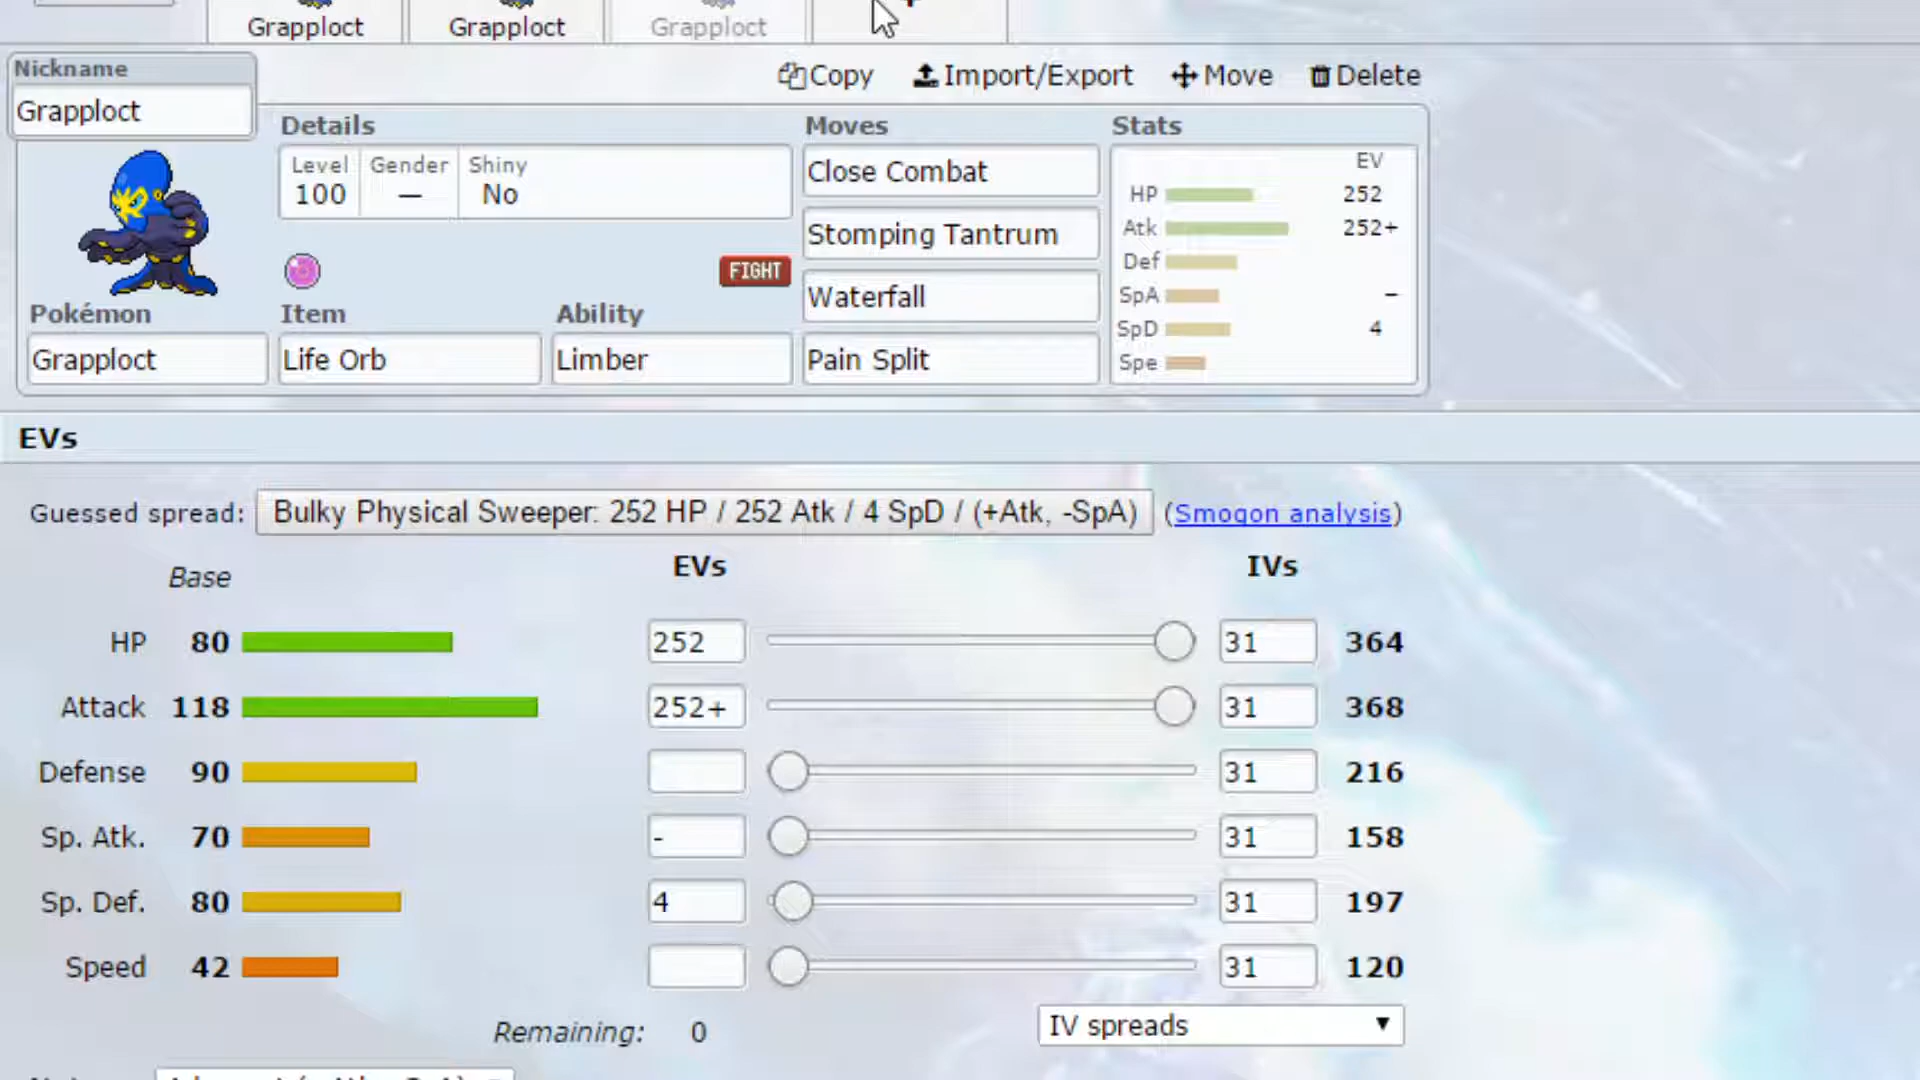 Grapploct Grapploct Grapploct
Nickname
Grapploct
Copy Import/Export Move Delete
Details Moves Stats
Level Gender Shiny
100 — No
Close Combat
EV
HP 252
Stomping Tantrum
Atk 252+
Def
FIGHT
Waterfall
SpA –
Pokémon Item Ability
SpD 4
Grapploct Life Orb Limber Pain Split
Spe
EVs
Guessed spread: Bulky Physical Sweeper: 252 HP / 252 Atk / 4 SpD / (+Atk, -SpA) (Smogon analysis)
Base EVs IVs
HP 80 252 31 364
Attack 118 252+ 31 368
Defense 90 31 216
Sp. Atk. 70 - 31 158
Sp. Def. 80 4 31 197
Speed 42 31 120
Remaining: 0 IV spreads